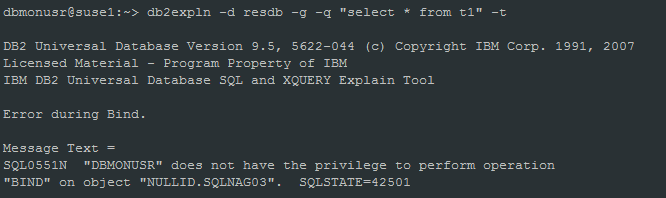 dbmonusr@suse1:~> db2expln -d resdb -g -q "select * from t1" -t
DB2 Universal Database Version 9.5, 5622-044 (c) Copyright IBM Corp. 1991, 2007
Licensed Material - Program Property of IBM
IBM DB2 Universal Database SQL and XQUERY Explain Tool
Error during Bind.
Message Text =
SQL0551N  "DBMONUSR" does not have the privilege to perform operation
"BIND" on object "NULLID.SQLNAG03".  SQLSTATE=42501